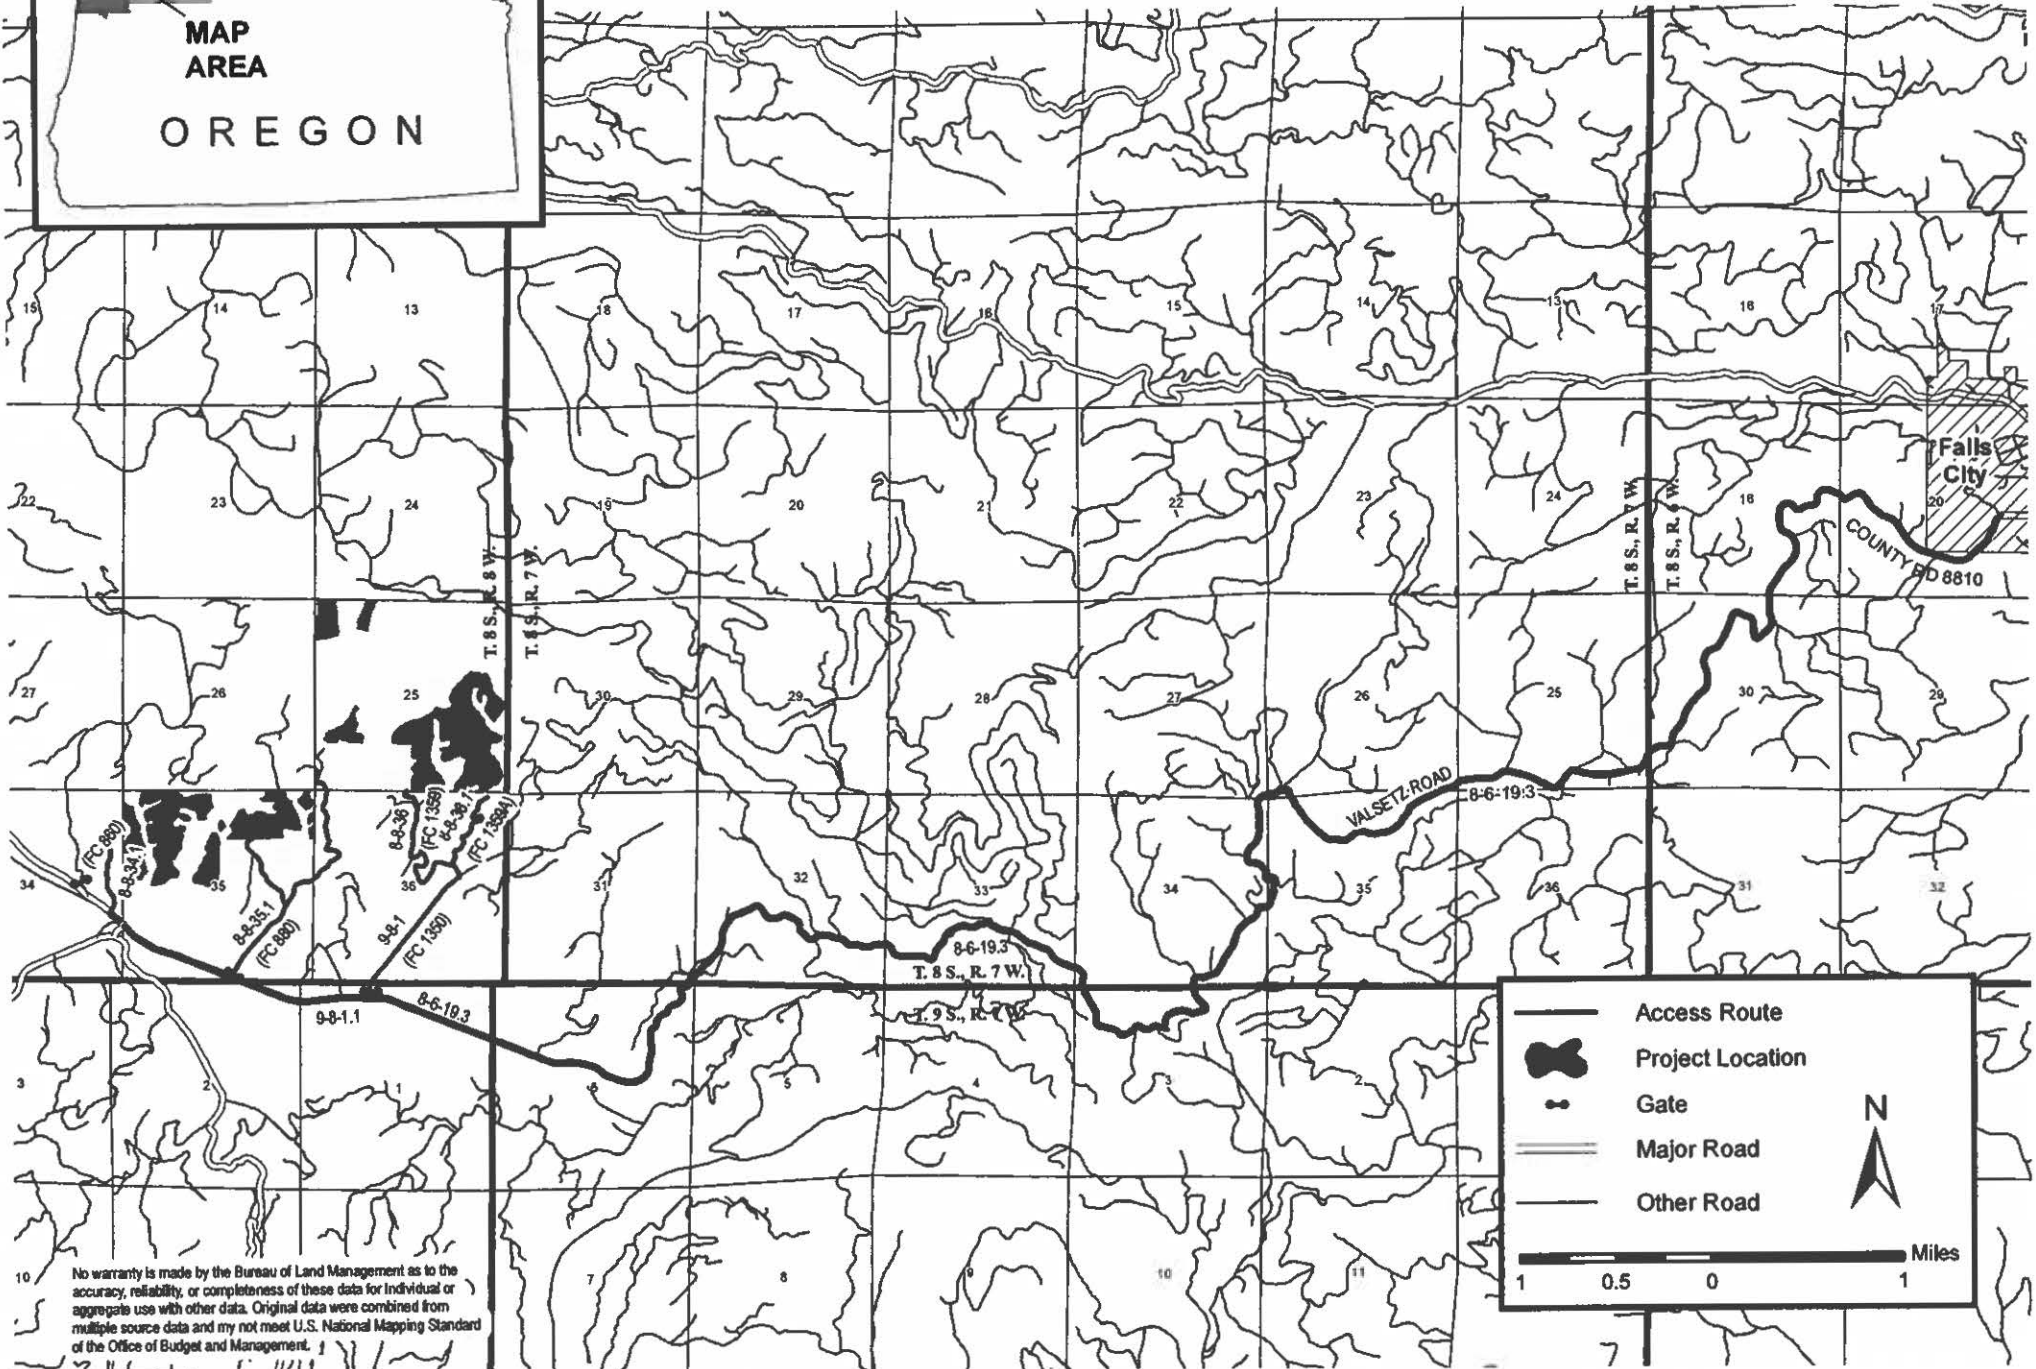 MAP
AREA
OREGON
15
14
13
18
17
16
15
14
13
16
17
22
23
24
19
20
21
22
23
24
16
20
Falls
City
COUNTY RD 8810
T. 8 S., R. 8 W.
T. 8 S., R. 7 W.
T. 8 S., R. 7 W.
T. 8 S., R. 6 W.
27
26
25
30
29
28
27
26
25
30
29
VALSETZ ROAD
8-6-19.3
34
(FC 880)
8-8-34.1
35
8-8-35.1
(FC 880)
8-8-36
(FC 1359)
8-8-36.1
(FC 1359A)
36
9-8-1
(FC 1350)
31
32
33
34
35
36
31
32
8-6-19.3
T. 8 S., R. 7 W.
T. 9 S., R. 7 W.
9-8-1.1
8-6-19.3
3
2
1
6
5
4
3
2
10
7
8
9
10
11
Access Route
Project Location
Gate
Major Road
Other Road
N
Miles
1 0.5 0 1
No warranty is made by the Bureau of Land Management as to the
accuracy, reliability, or completeness of these data for individual or
aggregate use with other data. Original data were combined from
multiple source data and my not meet U.S. National Mapping Standard
of the Office of Budget and Management.
7